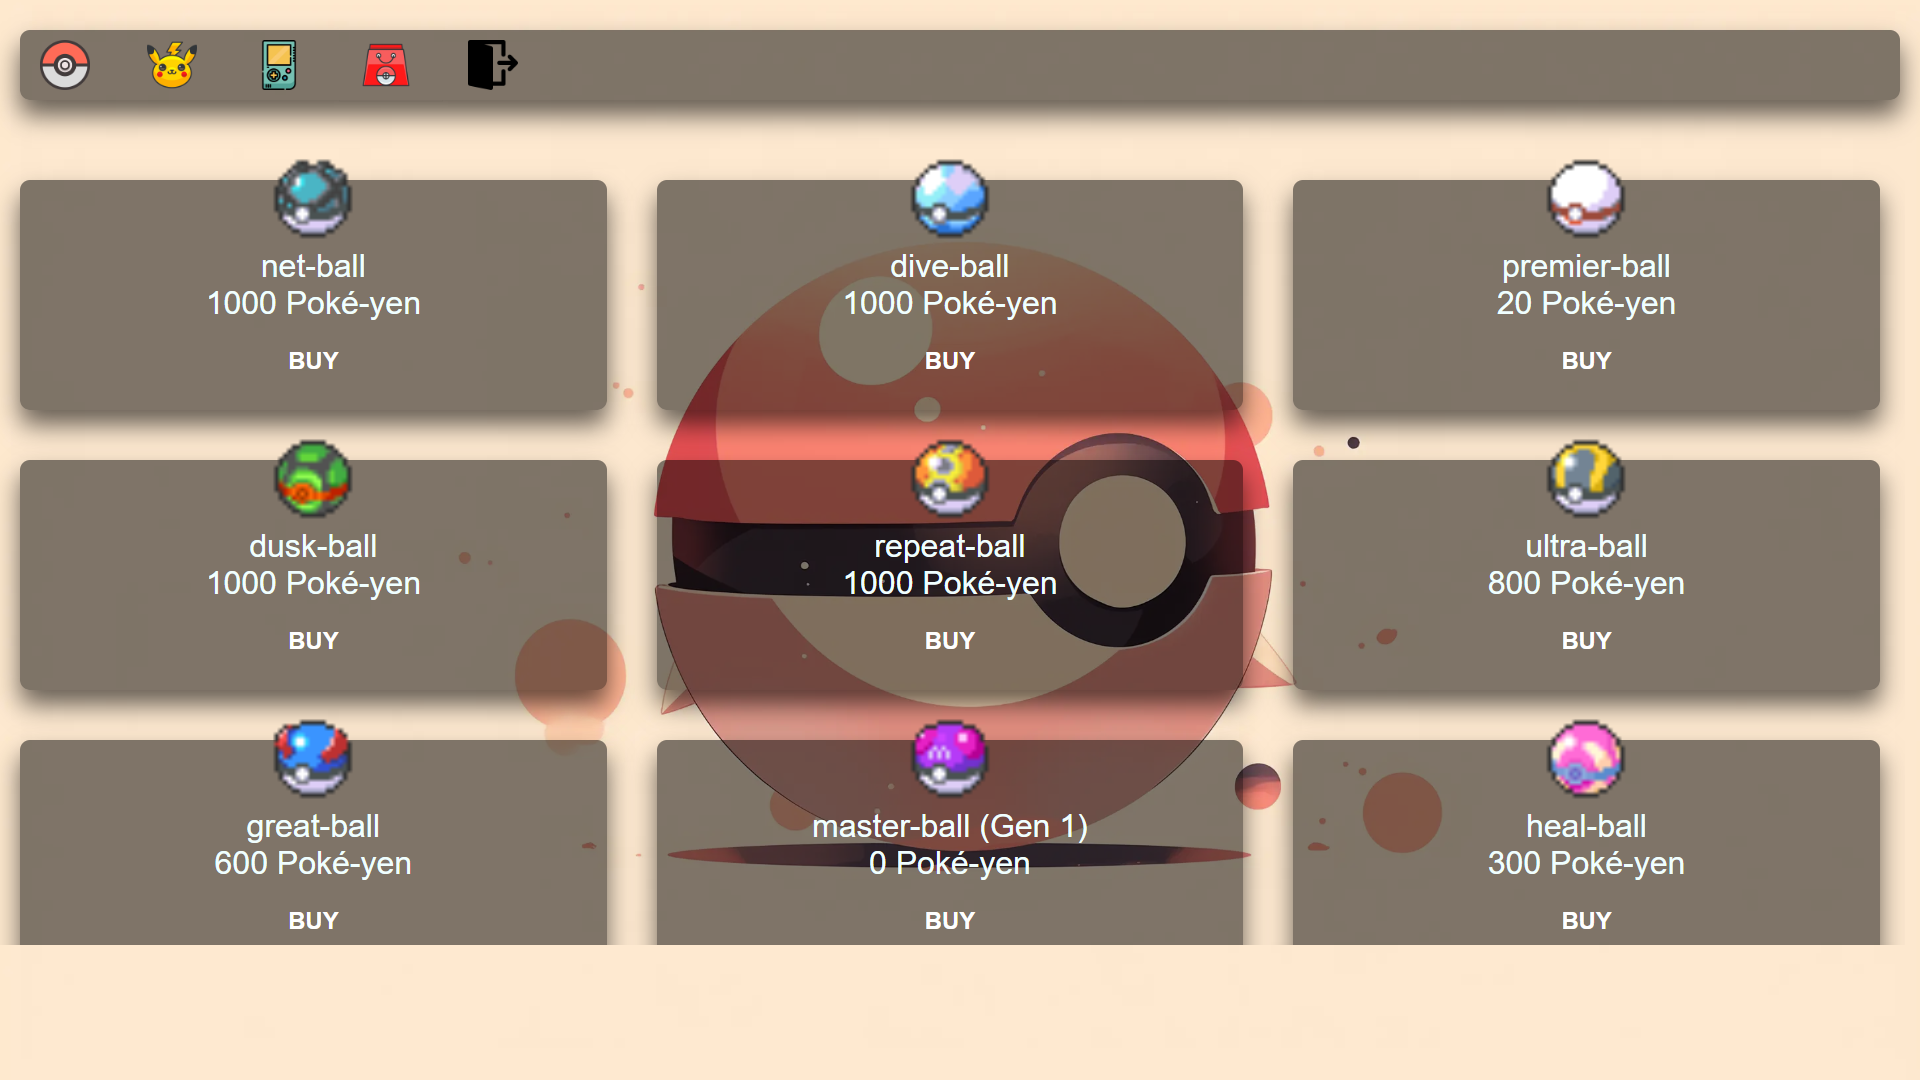 net-ball
1000 Poké-yen
BUY
dive-ball
1000 Poké-yen
BUY
premier-ball
20 Poké-yen
BUY
dusk-ball
1000 Poké-yen
BUY
repeat-ball
1000 Poké-yen
BUY
ultra-ball
800 Poké-yen
BUY
great-ball
600 Poké-yen
BUY
master-ball (Gen 1)
0 Poké-yen
BUY
heal-ball
300 Poké-yen
BUY